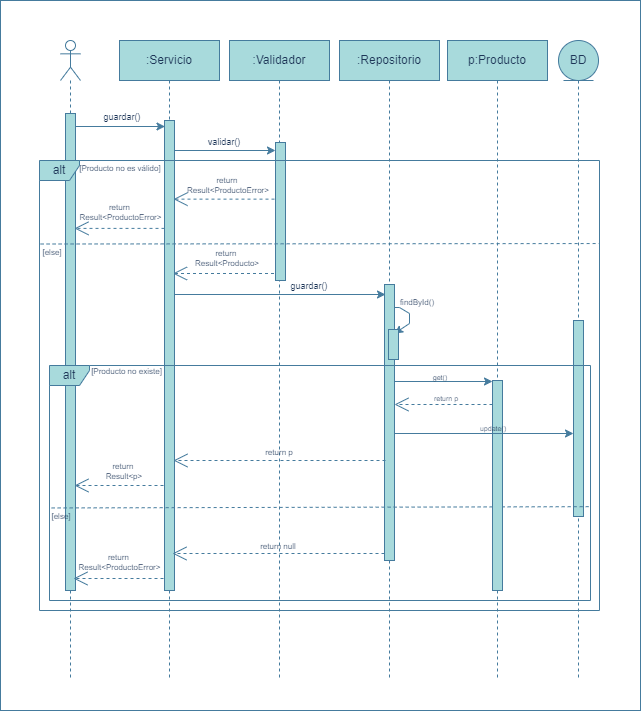 :Servicio
:Validador
:Repositorio
p:Producto
BD
guardar()
validar()
alt
[Producto no es válido]
return
Result<ProductoError>
return
Result<ProductoError>
[else]
return
Result<Producto>
guardar()
findById()
alt
[Producto no existe]
get()
return p
update()
return p
return
Result<p>
[else]
return null
return
Result<ProductoError>